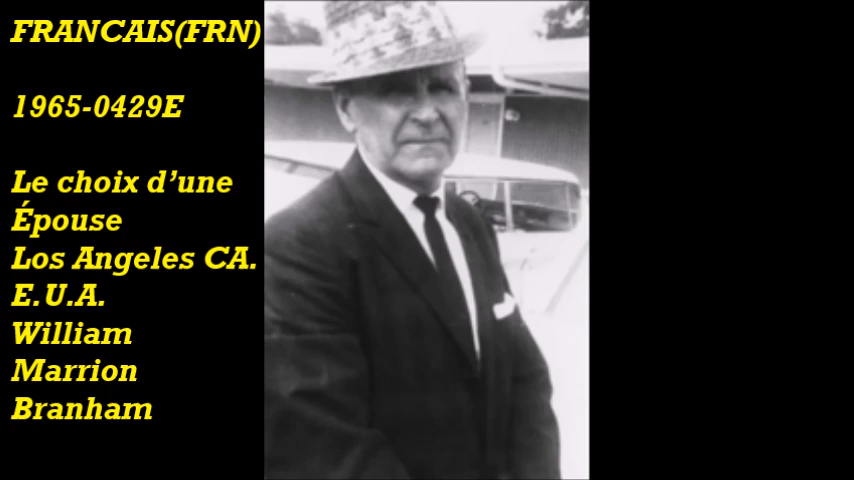 FRANCAIS(FRN)
1965-0429E
Le choix d'une
Épouse
Los Angeles CA.
E.U.A.
William
Marrion
Branham